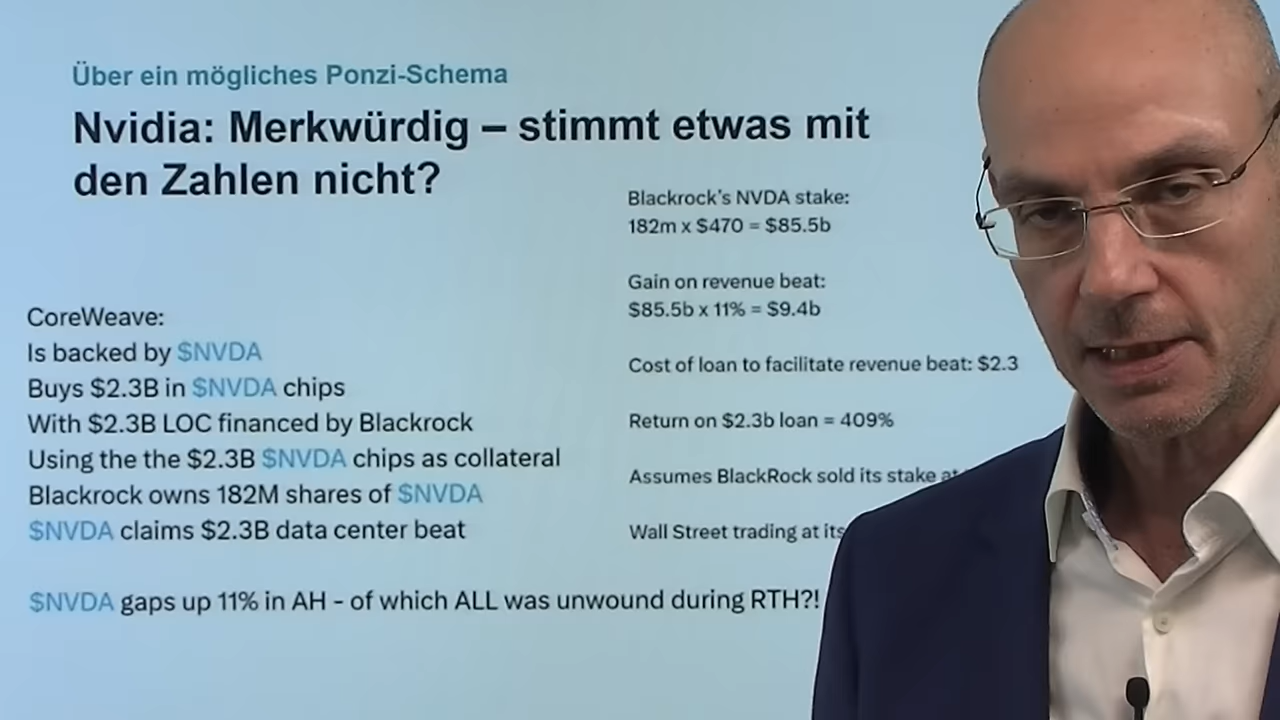 Über ein mögliches Ponzi-Schema
Nvidia: Merkwürdig – stimmt etwas mit
den Zahlen nicht?
CoreWeave:
Is backed by $NVDA
Buys $2.3B in $NVDA chips
With $2.3B LOC financed by Blackrock
Using the the $2.3B $NVDA chips as collateral
Blackrock owns 182M shares of $NVDA
$NVDA claims $2.3B data center beat
$NVDA gaps up 11% in AH - of which ALL was unwound during RTH?!
Blackrock's NVDA stake:
182m x $470 = $85.5b
Gain on revenue beat:
$85.5b x 11% = $9.4b
Cost of loan to facilitate revenue beat: $2.3
Return on $2.3b loan = 409%
Assumes BlackRock sold its stake at
Wall Street trading at its